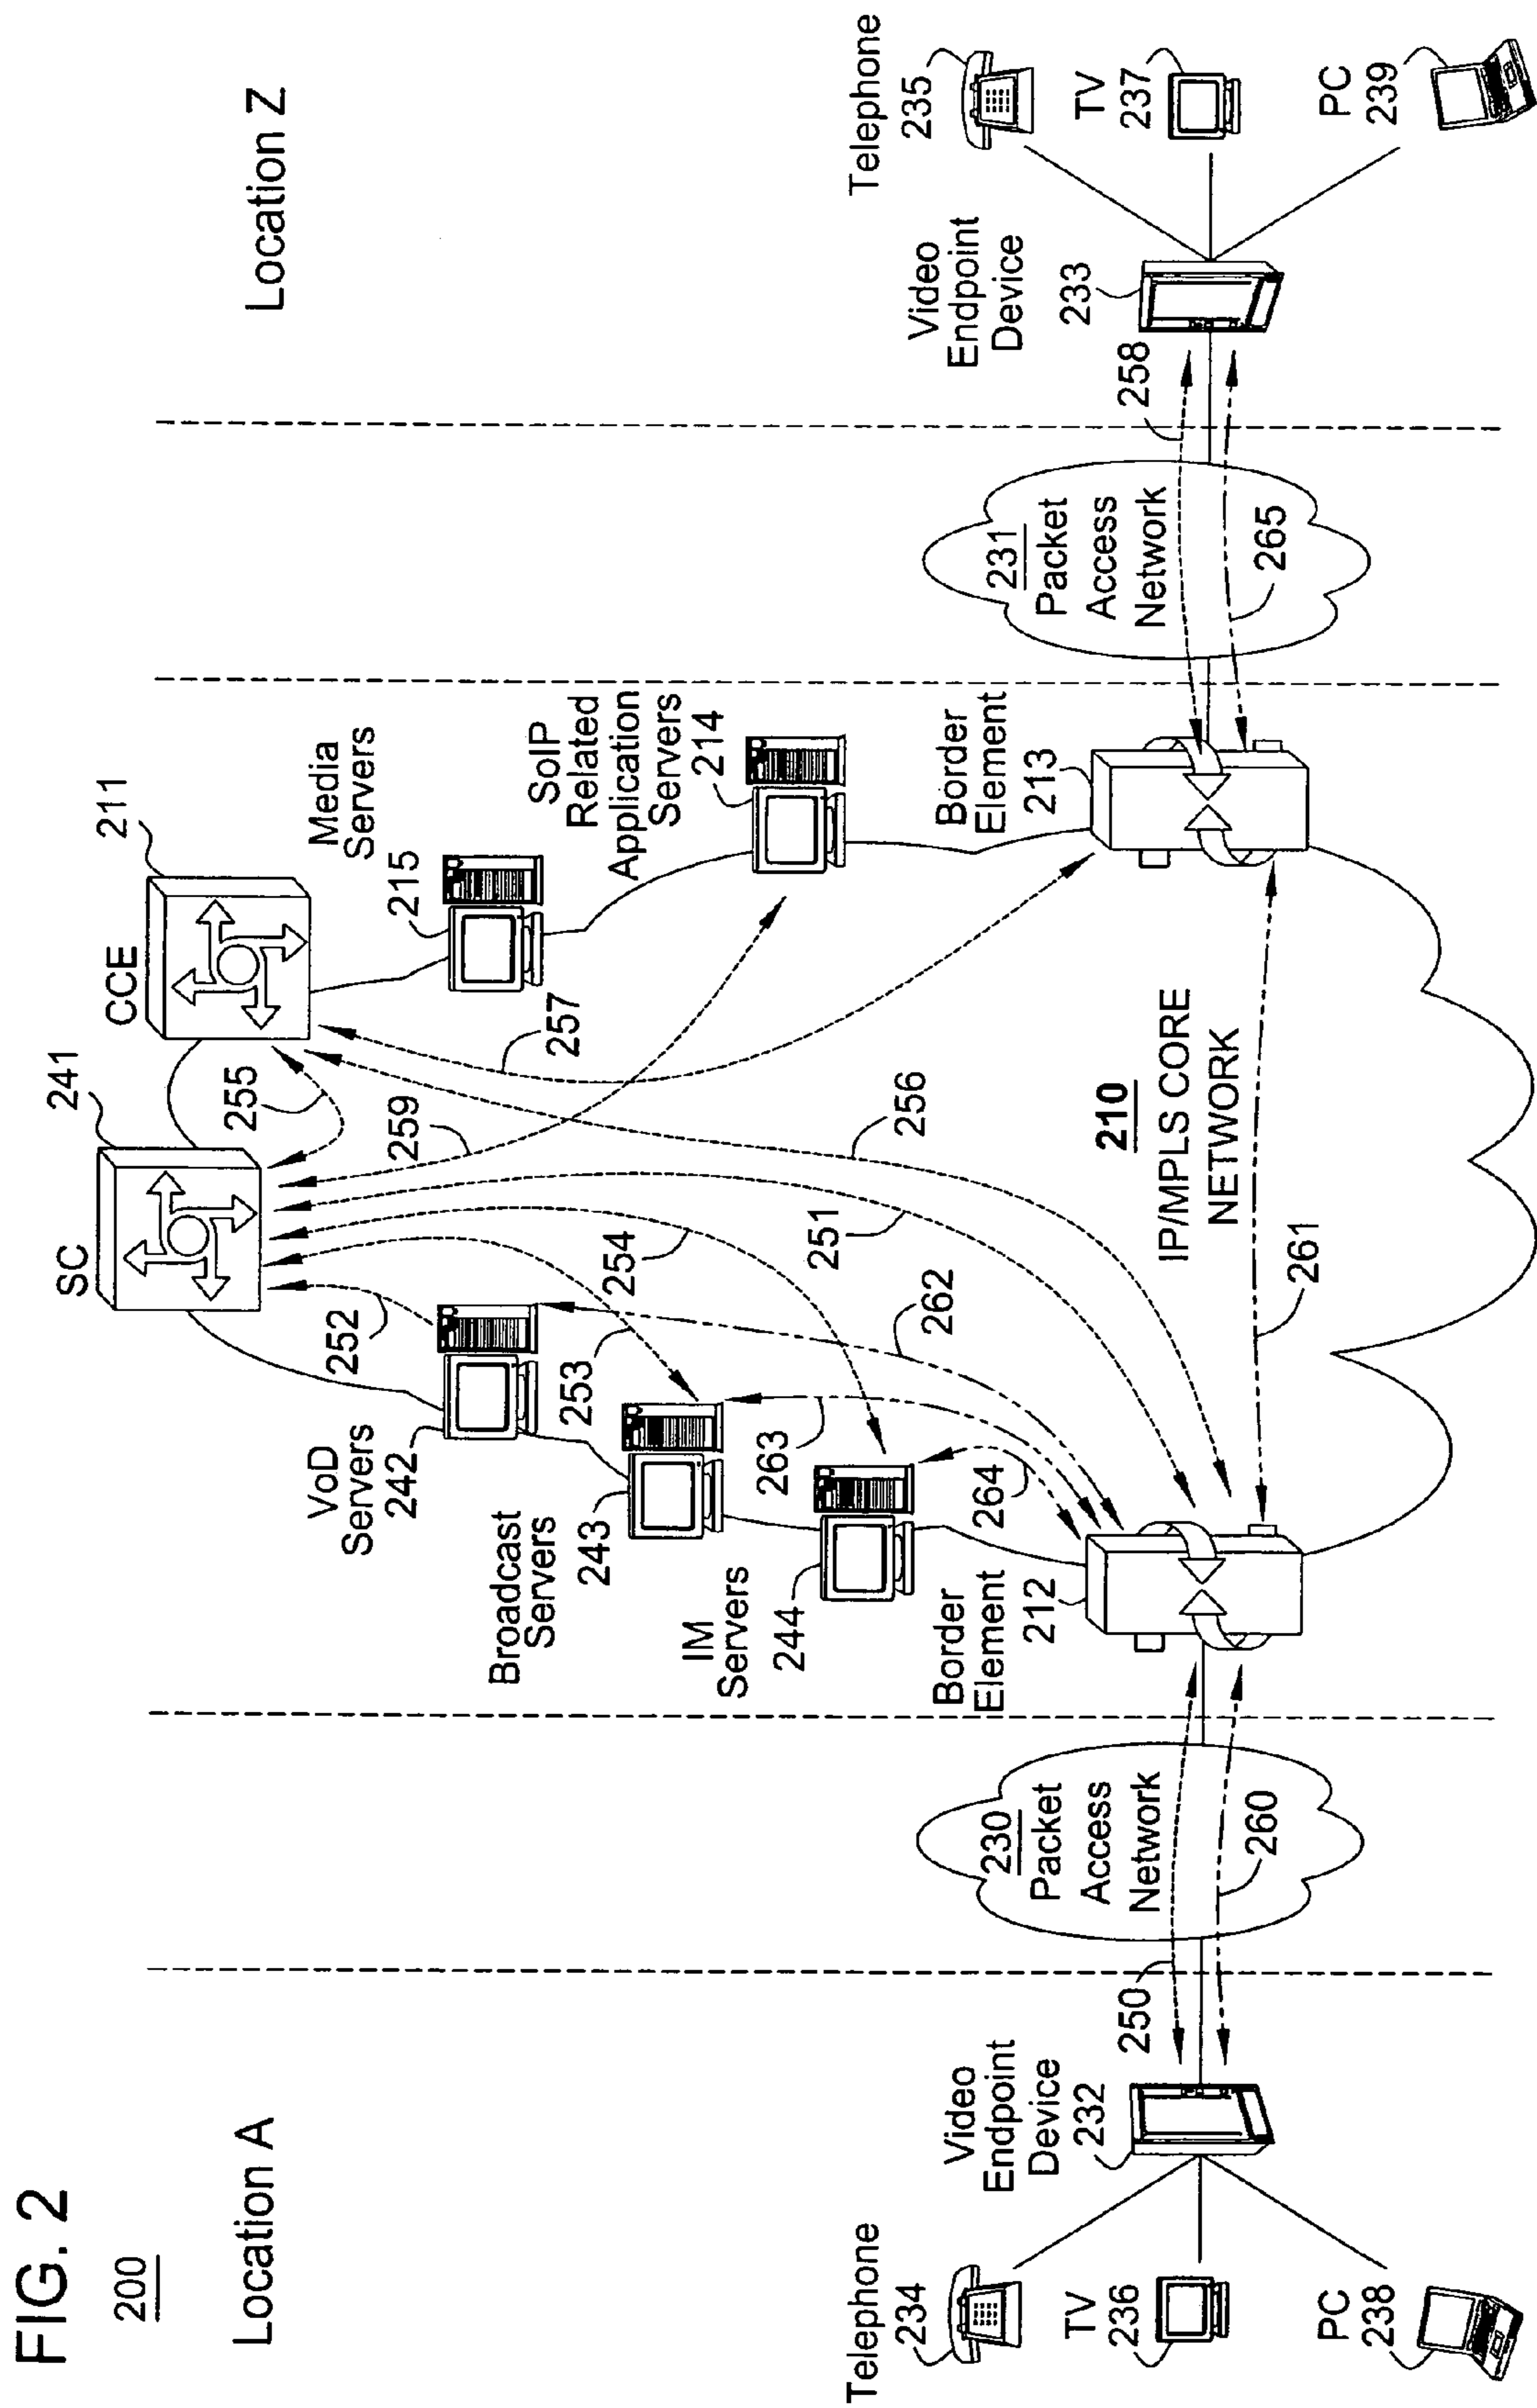 FIG. 2
200
Location A
Location Z
SC
241
CCE
211
255
252
VoD
Servers
242
259
Media
Servers
215
253
254
257
Broadcast
Servers
243
SoIP
Related
Application
Servers
214
251
256
262
263
IM
Servers
244
264
Border
Element
212
Border
Element
213
210
IP/MPLS CORE
NETWORK
261
230
Packet
Access
Network
260
250
231
Packet
Access
Network
265
258
Video
Endpoint
Device
232
Video
Endpoint
Device
233
Telephone
234
TV
236
PC
238
Telephone
235
TV
237
PC
239